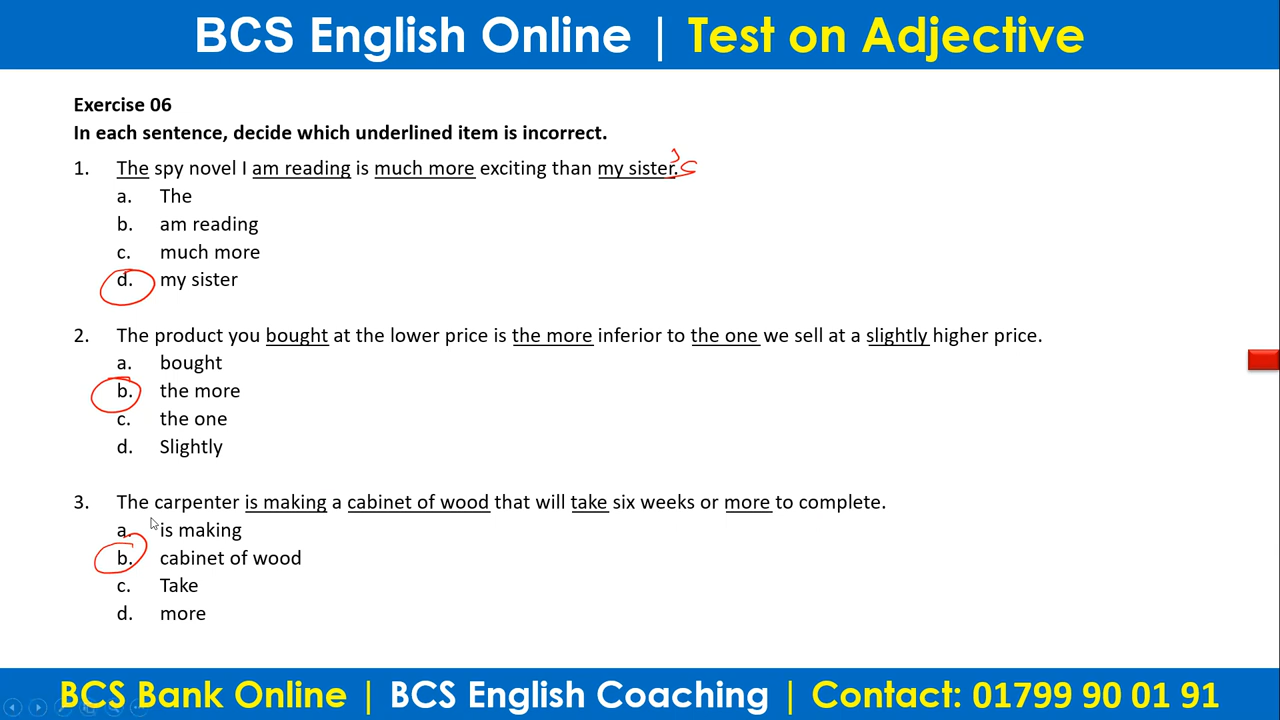 BCS English Online | Test on Adjective
Exercise 06
In each sentence, decide which underlined item is incorrect.
1. The spy novel I am reading is much more exciting than my sister.'s
a. The
b. am reading
c. much more
d. my sister
2. The product you bought at the lower price is the more inferior to the one we sell at a slightly higher price.
a. bought
b. the more
c. the one
d. Slightly
3. The carpenter is making a cabinet of wood that will take six weeks or more to complete.
a. is making
b. cabinet of wood
c. Take
d. more
BCS Bank Online | BCS English Coaching | Contact: 01799 90 01 91